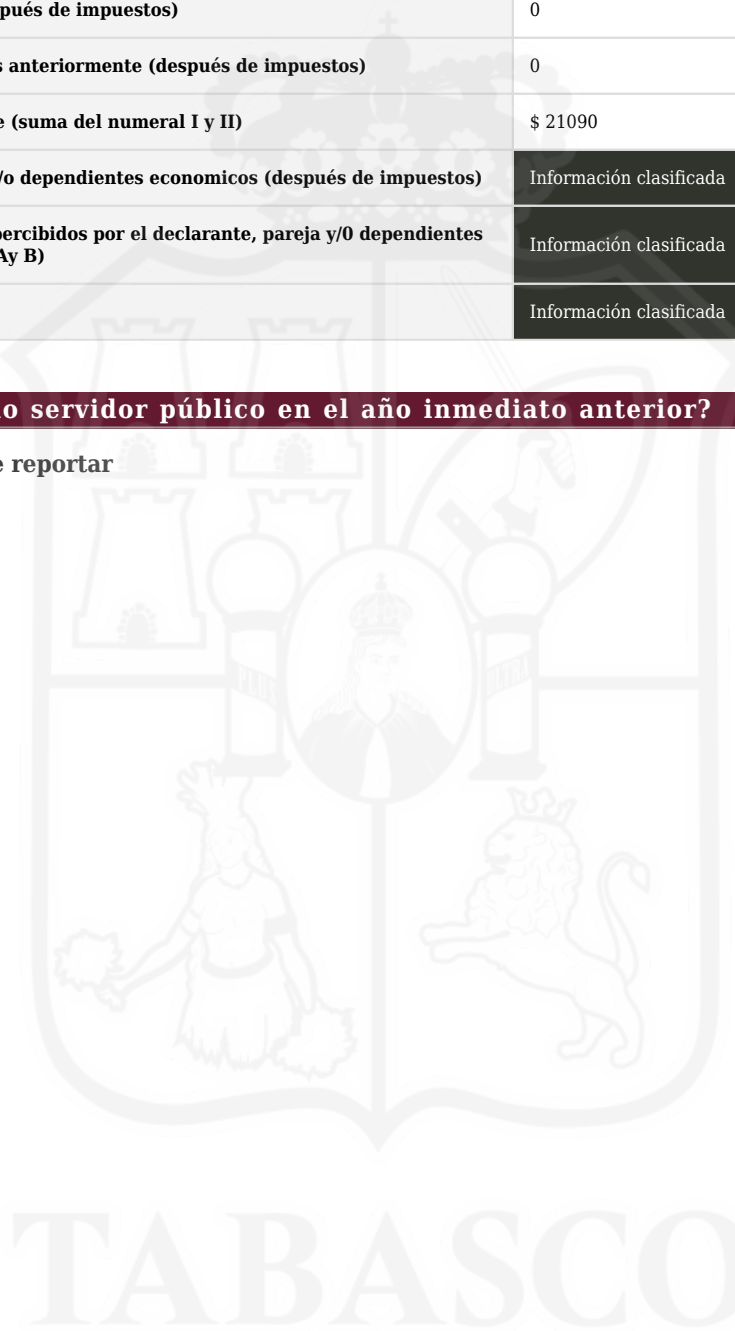 pués de impuestos)
0
s anteriormente (después de impuestos)
0
e (suma del numeral I y II)
$ 21090
/o dependientes economicos (después de impuestos)
Información clasificada
percibidos por el declarante, pareja y/0 dependientes
Ay B)
Información clasificada
Información clasificada
o servidor público en el año inmediato anterior?
e reportar
PLUS
ULTRA
TABASCO